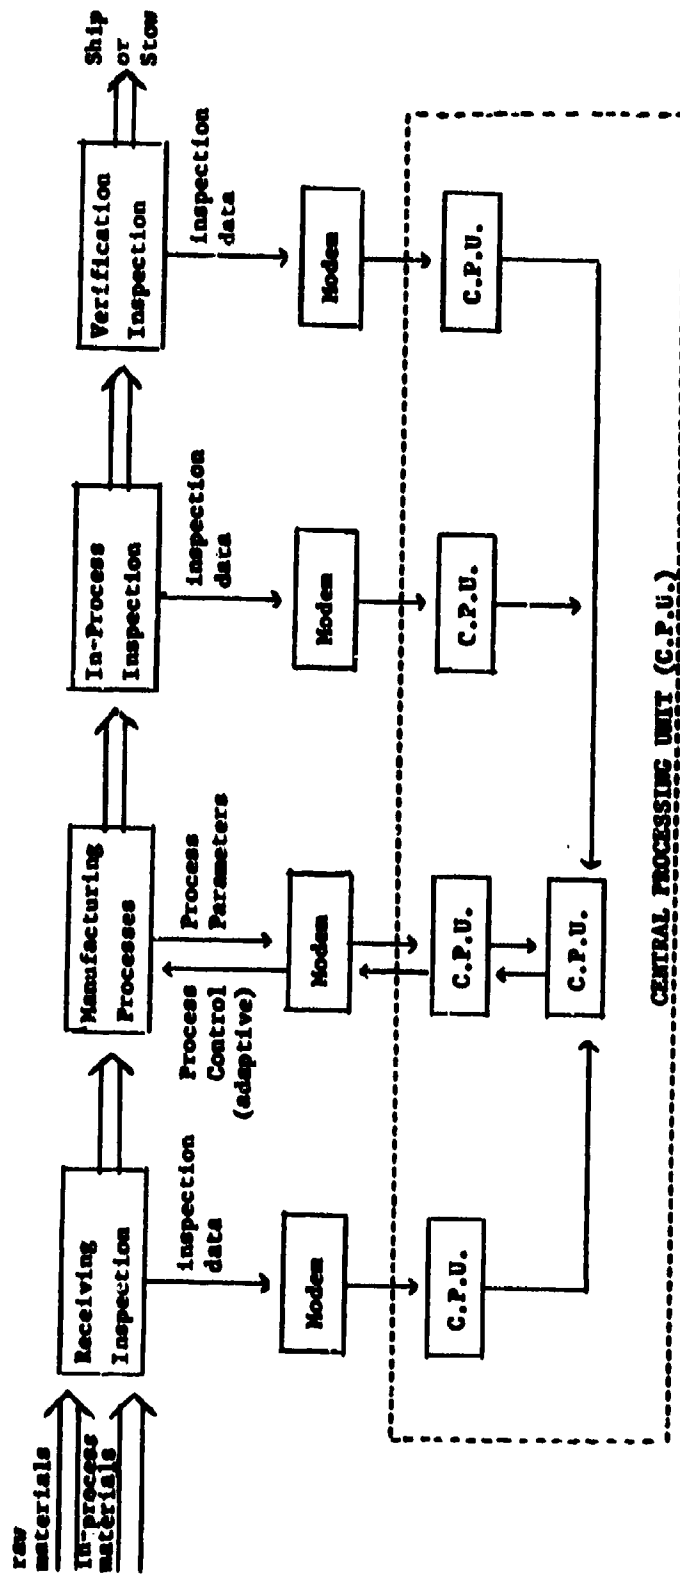 raw
materials
in-process
materials
Receiving
Inspection
Manufacturing
Processes
In-Process
Inspection
Verification
Inspection
Ship
or
Stow
inspection
data
Process
Control
(adaptive)
Process
Parameters
inspection
data
inspection
data
Modem
Modem
Modem
Modem
C.P.U.
C.P.U.
C.P.U.
C.P.U.
C.P.U.
CENTRAL PROCESSING UNIT (C.P.U.)